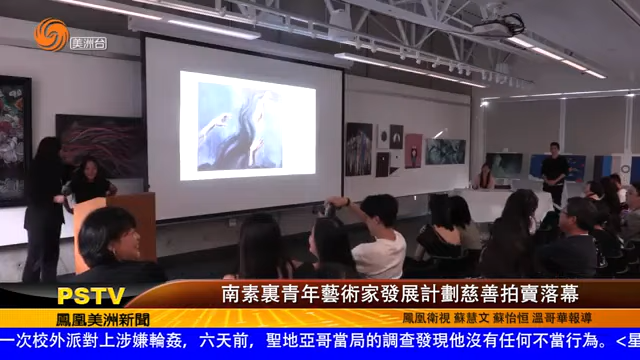 美洲台
PSTV
南素裏青年藝術家發展計劃慈善拍賣落幕
鳳凰美洲新聞
鳳凰衛視 蘇慧文 蘇怡恒 溫哥華報導
一次校外派對上涉嫌輪姦，六天前，聖地亞哥當局的調查發現他沒有任何不當行為。<星